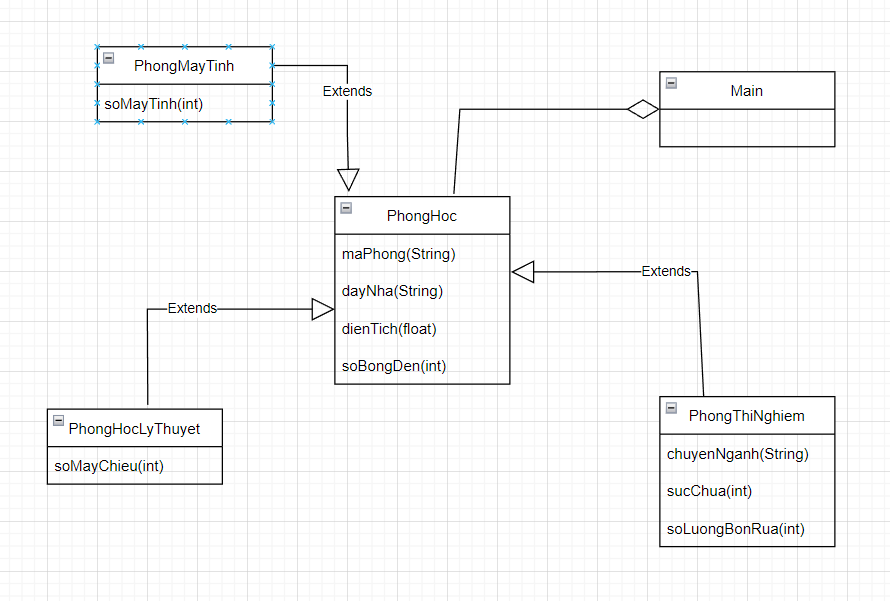 PhongMayTinh
soMayTinh(int)
Extends
Main
PhongHoc
maPhong(String)
dayNha(String)
dienTich(float)
soBongDen(int)
Extends
Extends
PhongHocLyThuyet
soMayChieu(int)
PhongThiNghiem
chuyenNganh(String)
sucChua(int)
soLuongBonRua(int)